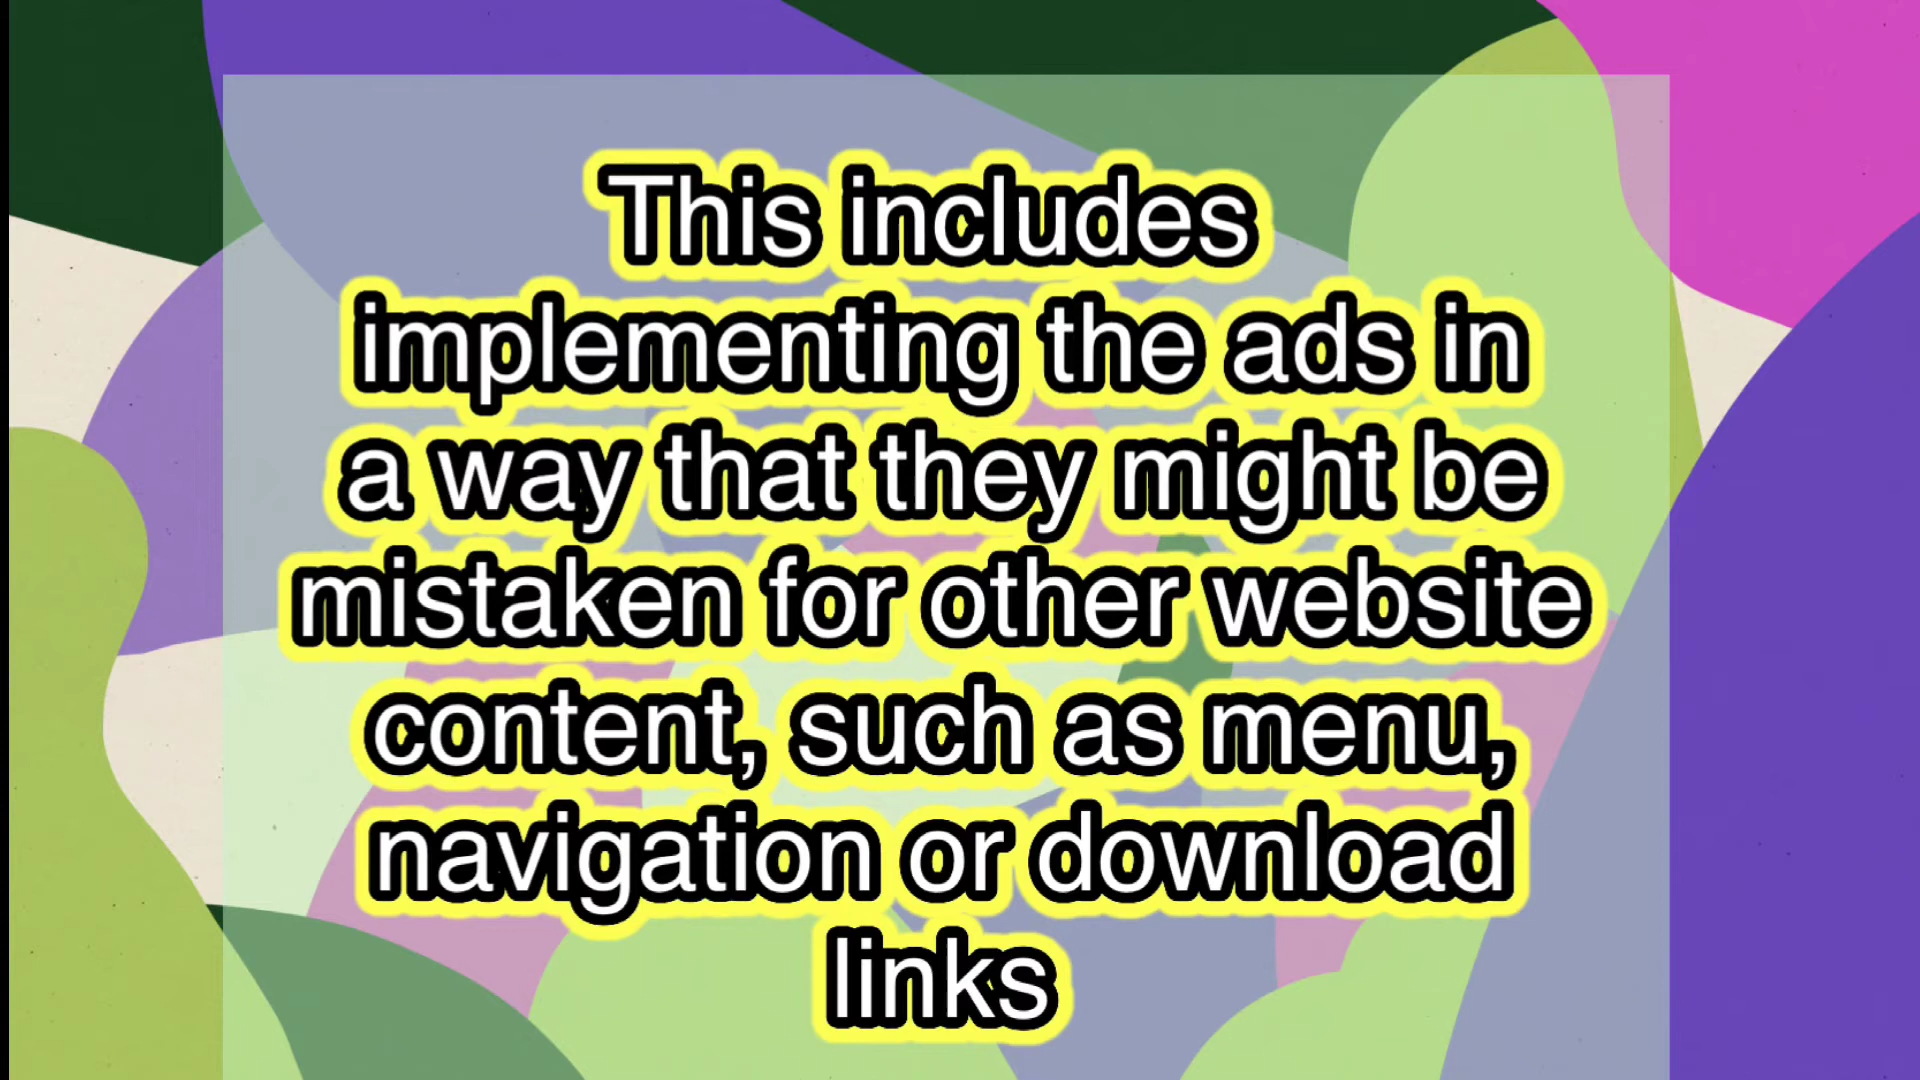 This includes
implementing the ads in
a way that they might be
mistaken for other website
content, such as menu,
navigation or download
links